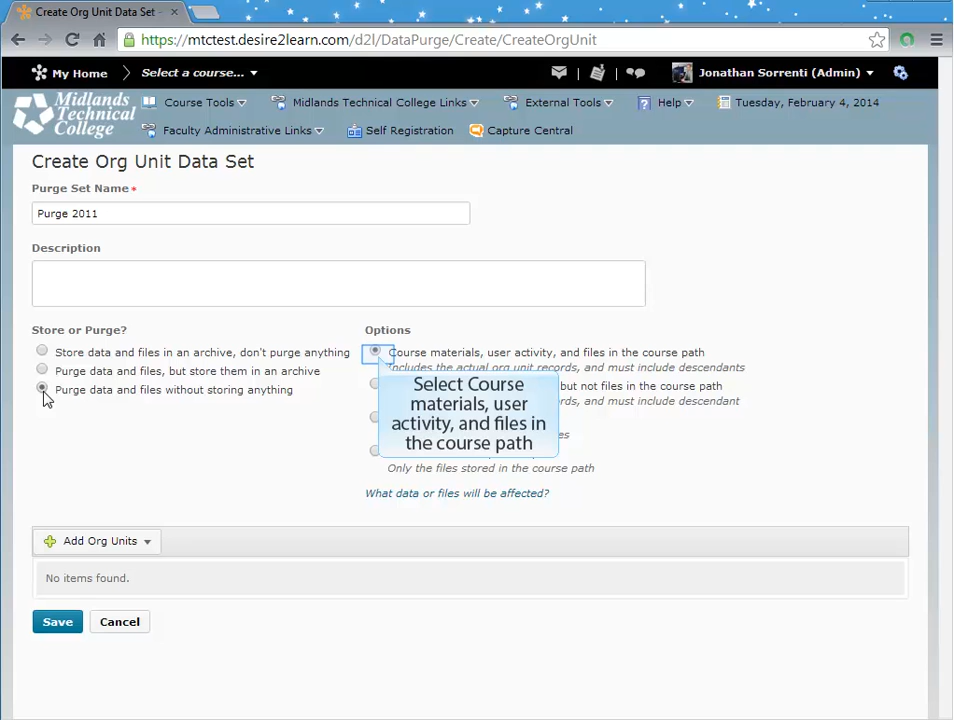 Create Org Unit Data Set -
https://mtctest.desire2learn.com/d2l/DataPurge/Create/CreateOrgUnit
My Home
Select a course...
Jonathan Sorrenti (Admin)
Midlands
Technical
College
Course Tools
Midlands Technical College Links
External Tools
Help
Tuesday, February 4, 2014
Faculty Administrative Links
Self Registration
Capture Central
Create Org Unit Data Set
Purge Set Name *
Purge 2011
Description
Store or Purge?
Store data and files in an archive, don't purge anything
Purge data and files, but store them in an archive
Purge data and files without storing anything
Options
Course materials, user activity, and files in the course path
Includes the actual org unit records, and must include descendants
but not files in the course path
and must include descendant
Only the files stored in the course path
What data or files will be affected?
Select Course
materials, user
activity, and files in
the course path
Add Org Units
No items found.
Save
Cancel